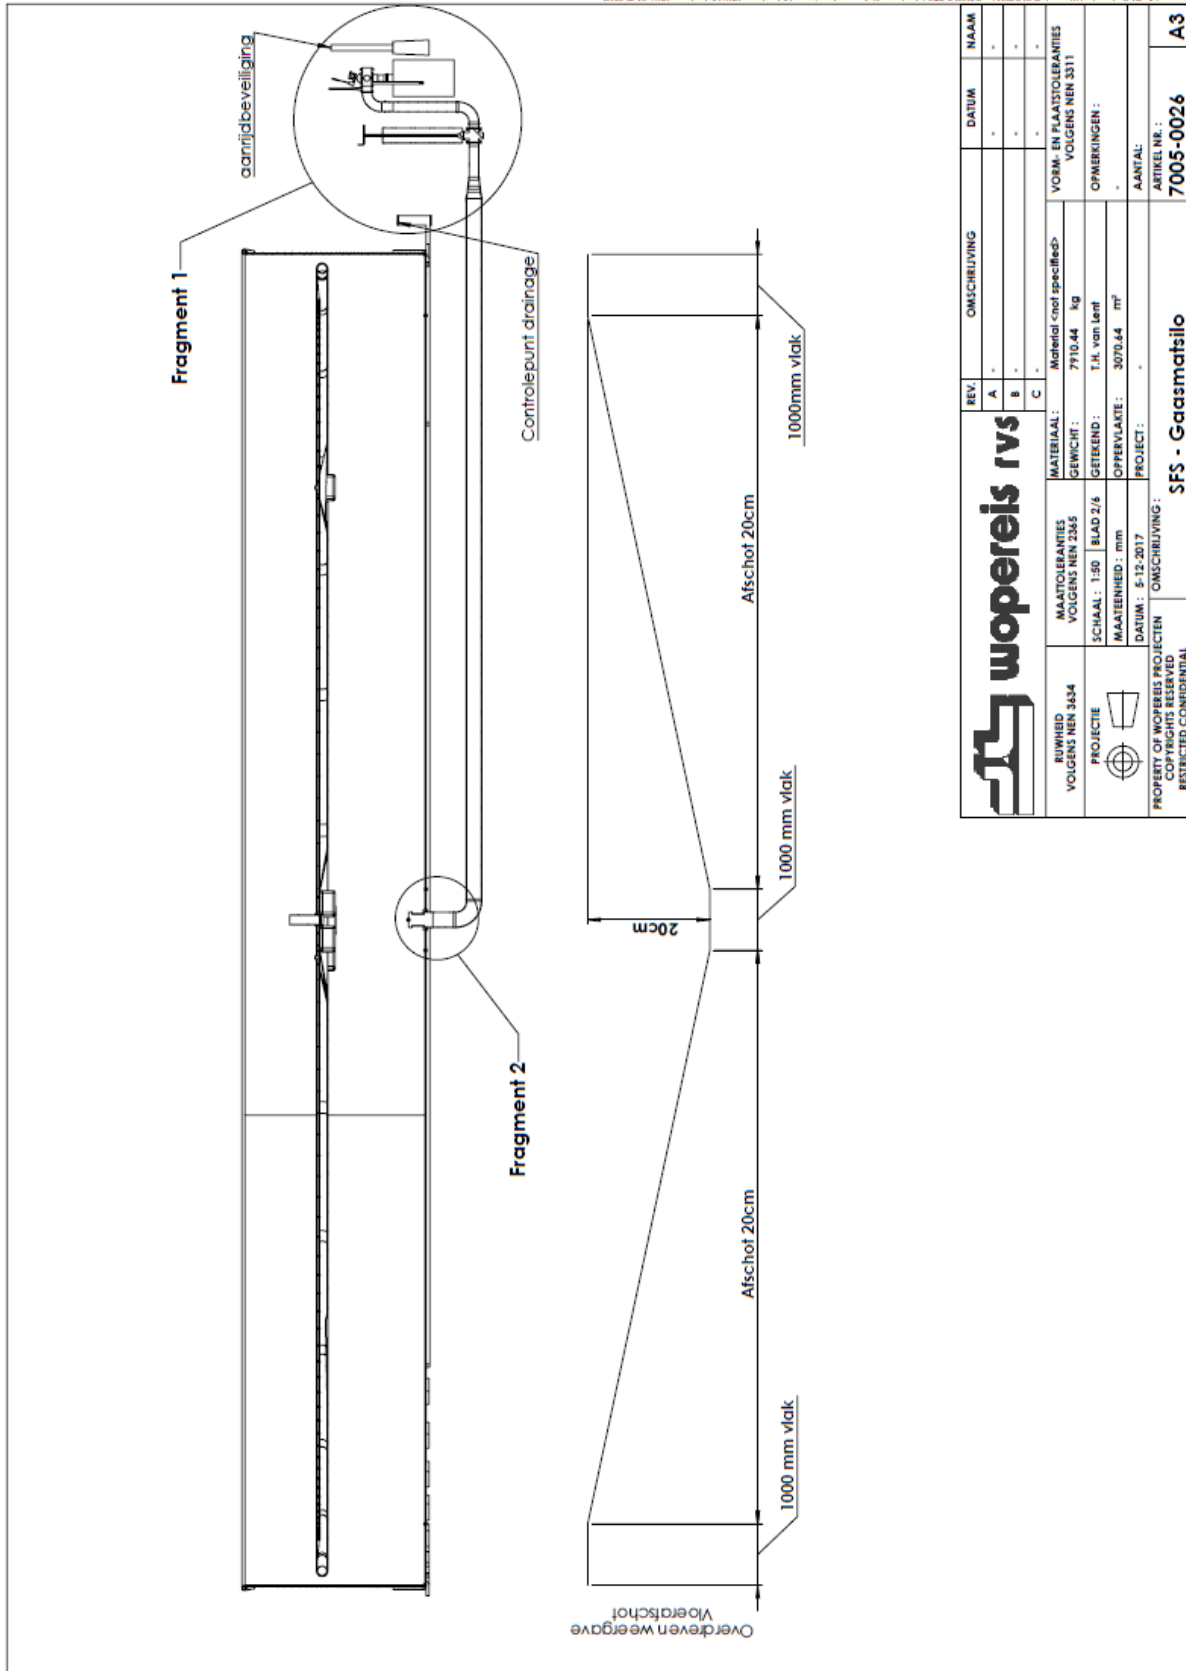 aanrijdbeveiliging
Fragment 1
Controlepunt drainage
Fragment 2
Overdreven weergave
Vloerafschot
1000 mm vlak
Afschot 20cm
20cm
1000 mm vlak
Afschot 20cm
1000mm vlak
wopereis rvs
REV. OMSCHRIJVING DATUM NAAM
A - - -
B - - -
C - - -
RUWHEID
VOLGENS NEN 3634
MAATTOLERANTIES
VOLGENS NEN 2365
MATERIAAL : Material <not specified>
GEWICHT : 7910.44 kg
VORM- EN PLAATSTOLERANTIES
VOLGENS NEN 3311
PROJECTIE
SCHAAL : 1:50 BLAD 2/6
GETEKEND : T.H. van Lent
OPMERKINGEN :
MAATEENHEID : mm
OPPERVLAKTE : 3070.64 m²
-
DATUM : 5-12-2017
PROJECT : -
AANTAL:
PROPERTY OF WOPEREIS PROJECTEN
COPYRIGHTS RESERVED
RESTRICTED CONFIDENTIAL
OMSCHRIJVING :
SFS - Gaasmatsilo
ARTIKEL NR. :
7005-0026
A3